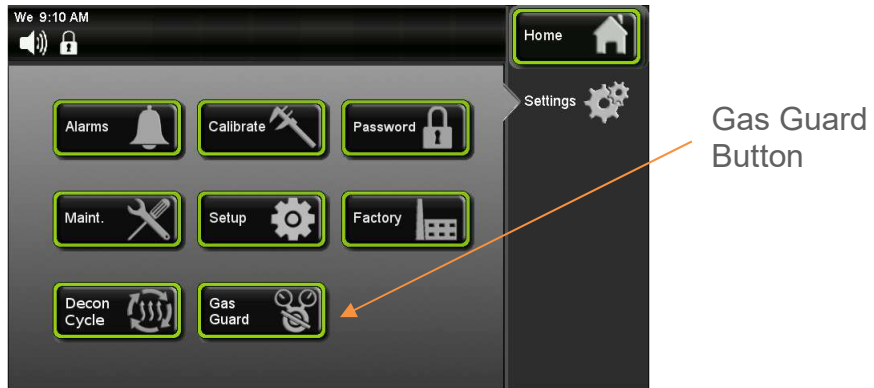 We 9:10 AM
Home
Settings
Alarms
Calibrate
Password
Maint.
Setup
Factory
Decon
Cycle
Gas
Guard
Gas Guard
Button